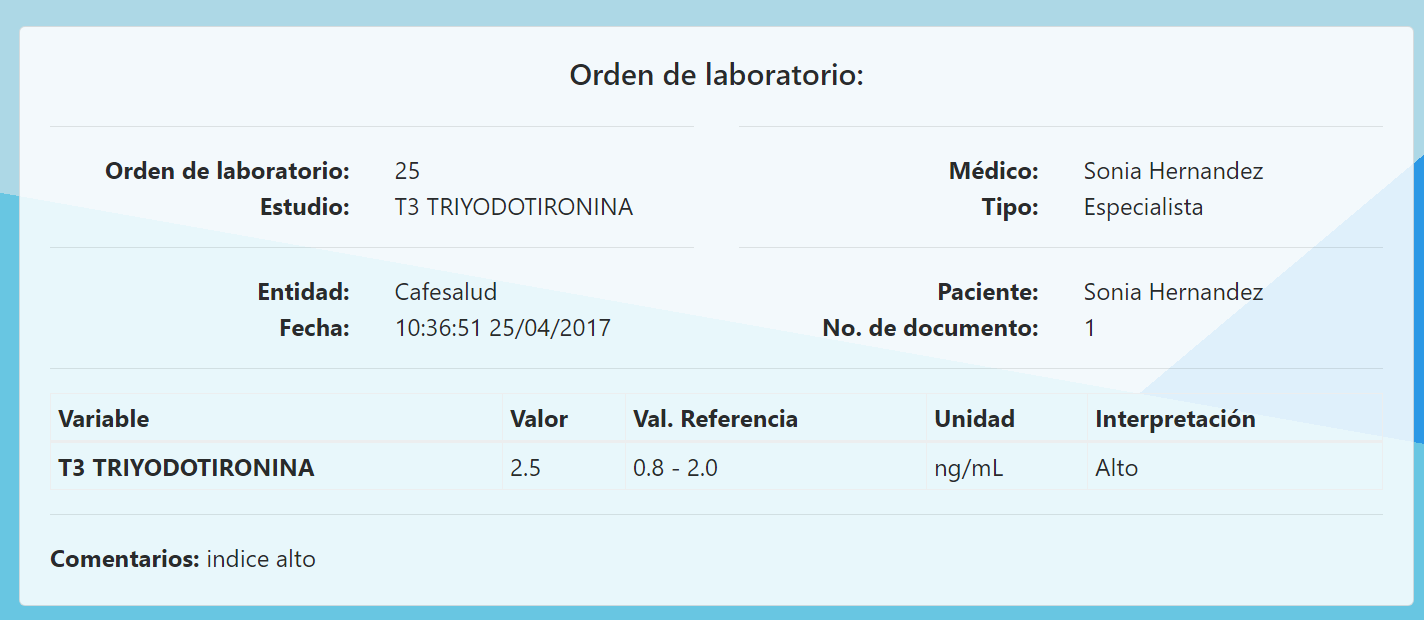 Orden de laboratorio:
Orden de laboratorio: 25
Estudio: T3 TRIYODOTIRONINA
Médico: Sonia Hernandez
Tipo: Especialista
Entidad: Cafesalud
Fecha: 10:36:51 25/04/2017
Paciente: Sonia Hernandez
No. de documento: 1
Variable Valor Val. Referencia Unidad Interpretación
T3 TRIYODOTIRONINA 2.5 0.8 - 2.0 ng/mL Alto
Comentarios: indice alto